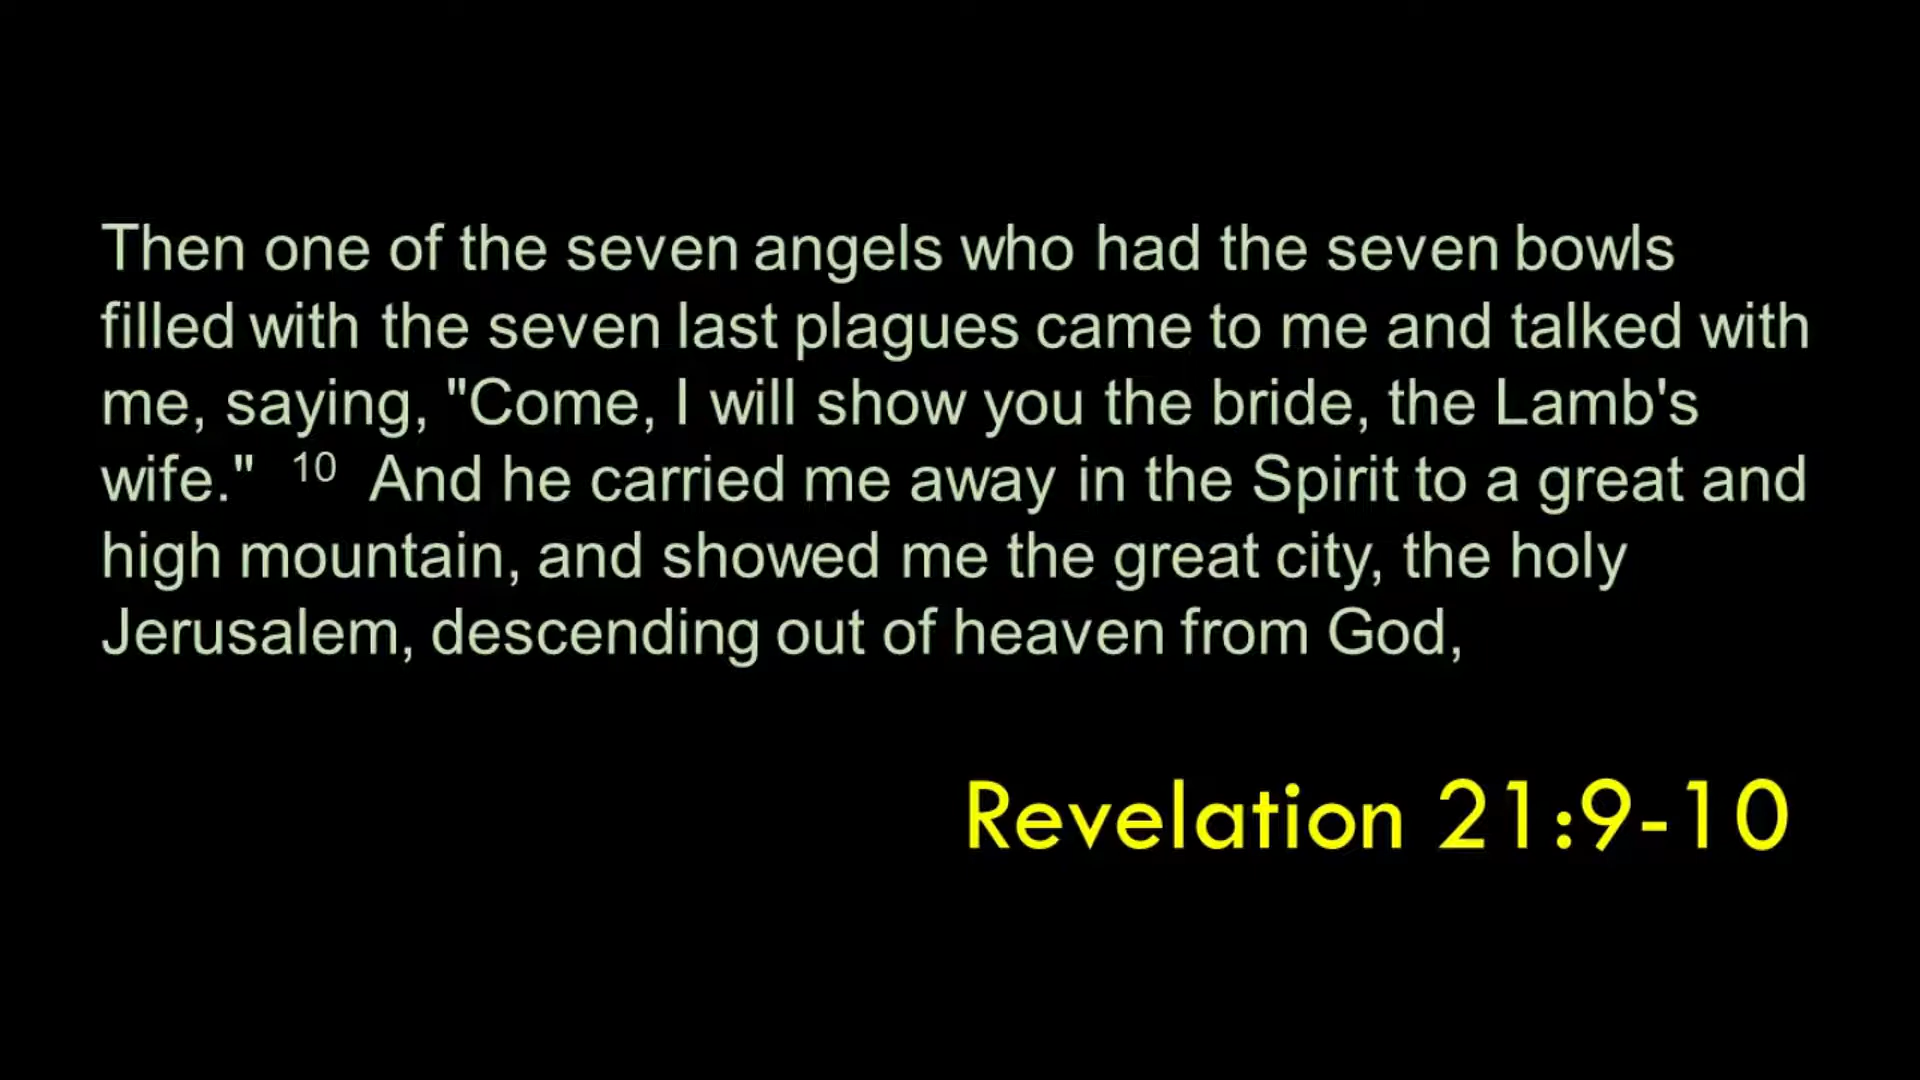 Then one of the seven angels who had the seven bowls
filled with the seven last plagues came to me and talked with
me, saying, "Come, I will show you the bride, the Lamb's
wife." 10 And he carried me away in the Spirit to a great and
high mountain, and showed me the great city, the holy
Jerusalem, descending out of heaven from God,
Revelation 21:9-10